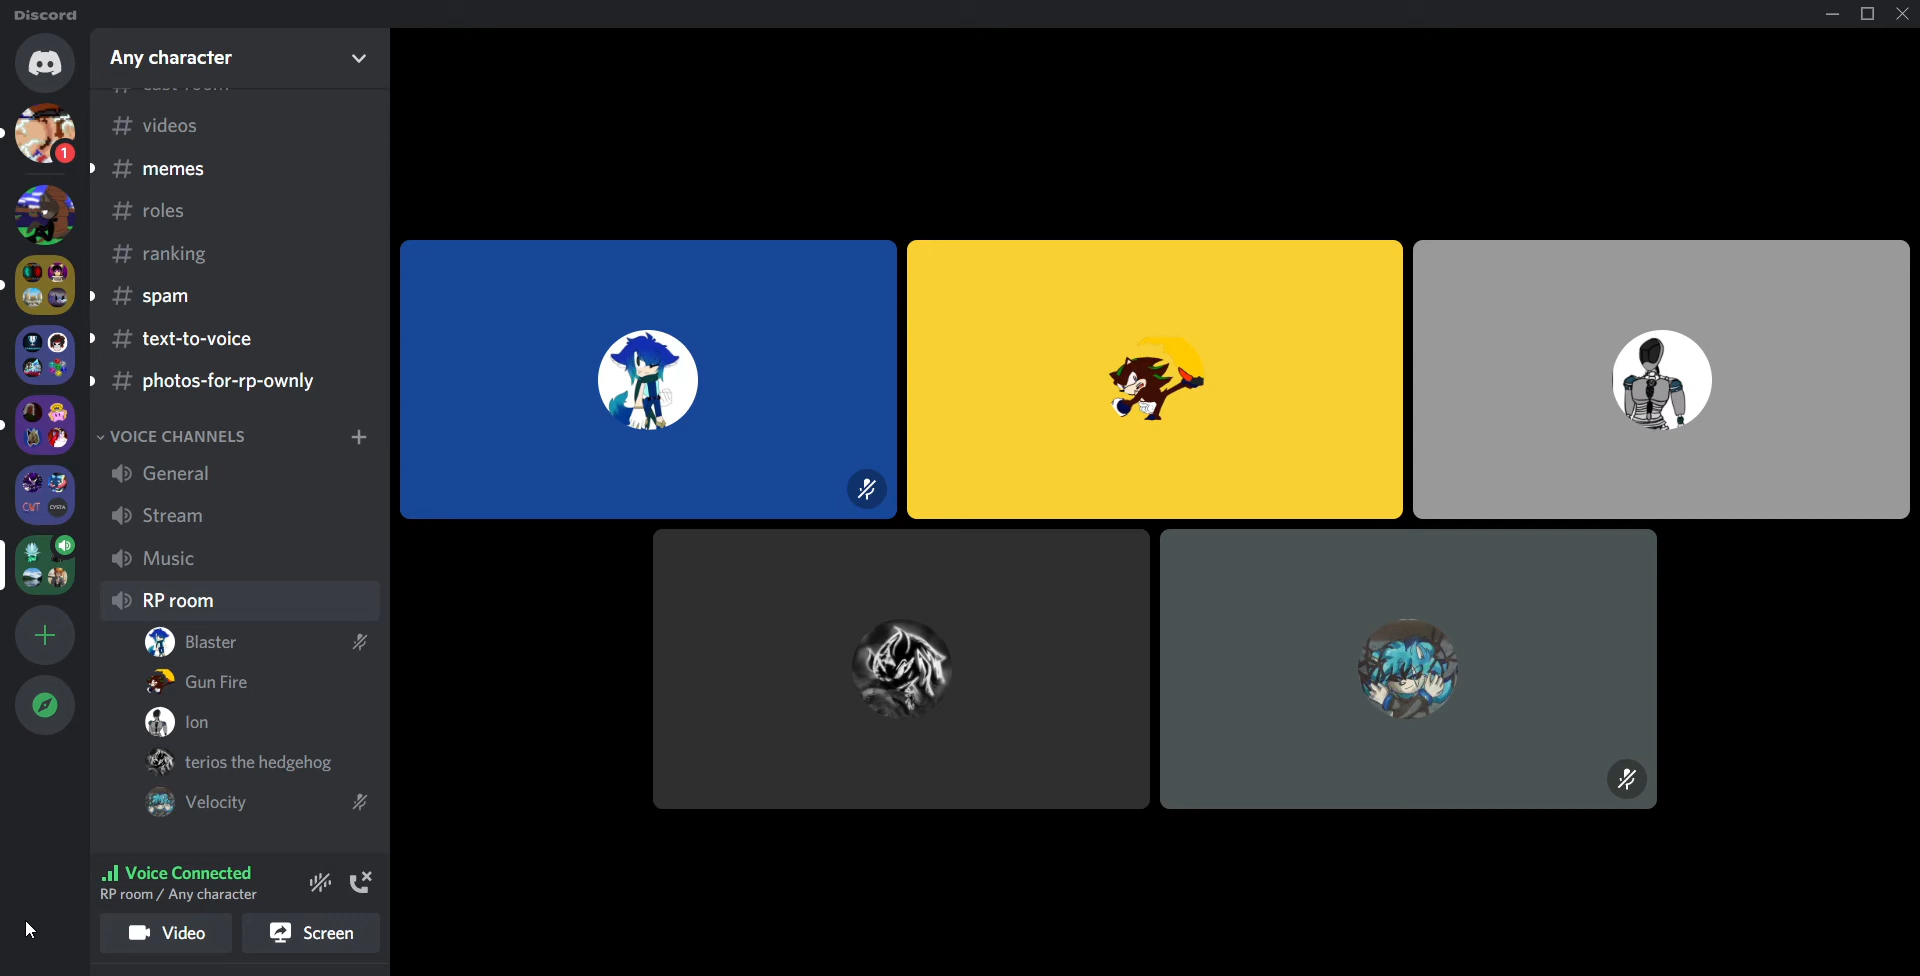 Discord
Any character
1
# videos
# memes
# roles
# ranking
# spam
# text-to-voice
# photos-for-rp-ownly
VOICE CHANNELS
General
Stream
Music
RP room
Blaster
Gun Fire
Ion
terios the hedgehog
Velocity
Voice Connected
RP room / Any character
Video
Screen